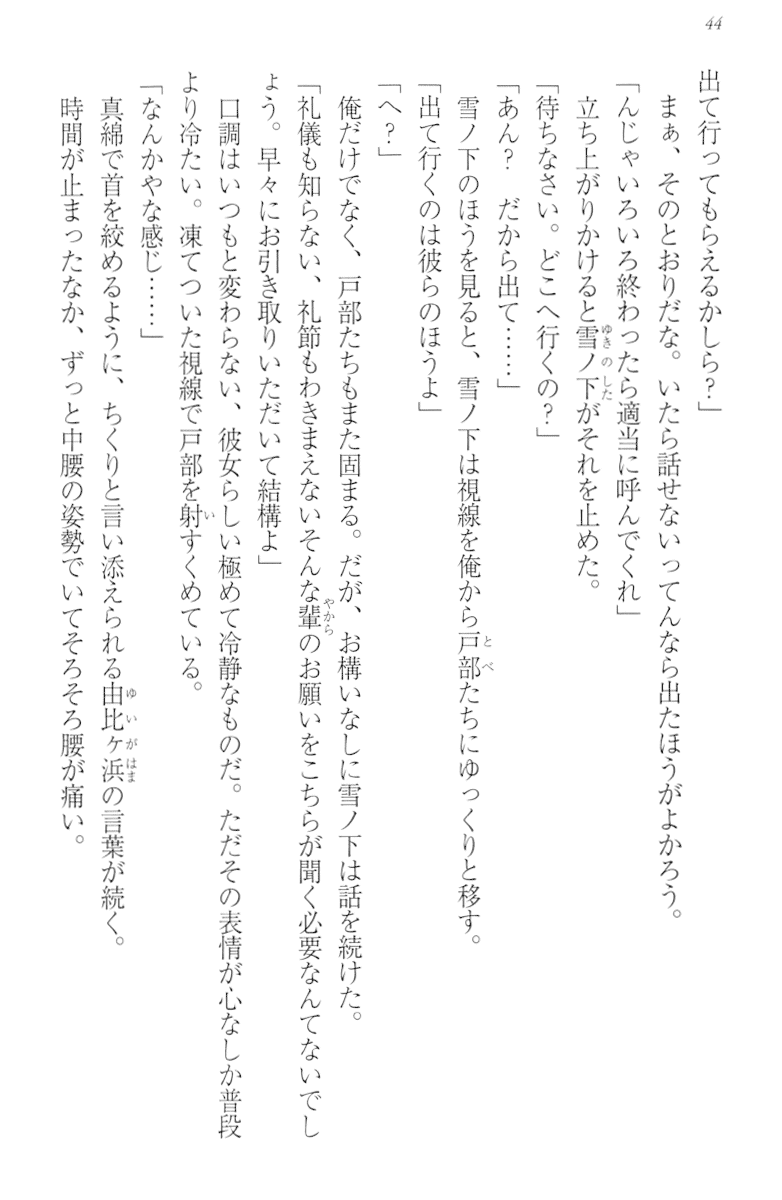 44
出て行ってもらえるかしら？」
　まぁ、そのとおりだな。いたら話せないってんなら出たほうがよかろう。
「んじゃいろいろ終わったら適当に呼んでくれ」
　立ち上がりかけると雪ノ下がそれを止めた。
「待ちなさい。どこへ行くの？」
「あん？　だから出て……」
　雪ノ下のほうを見ると、雪ノ下は視線を俺から戸部たちにゆっくりと移す。
「出て行くのは彼らのほうよ」
「へ？」
　俺だけでなく、戸部たちもまた固まる。だが、お構いなしに雪ノ下は話を続けた。
「礼儀も知らない、礼節もわきまえないそんな輩のお願いをこちらが聞く必要なんてないでし
ょう。早々にお引き取りいただいて結構よ」
　口調はいつもと変わらない、彼女らしい極めて冷静なものだ。ただその表情が心なしか普段
より冷たい。凍てついた視線で戸部を射すくめている。
「なんかやな感じ……」
　真綿で首を絞めるように、ちくりと言い添えられる由比ヶ浜の言葉が続く。
　時間が止まったなか、ずっと中腰の姿勢でいてそろそろ腰が痛い。